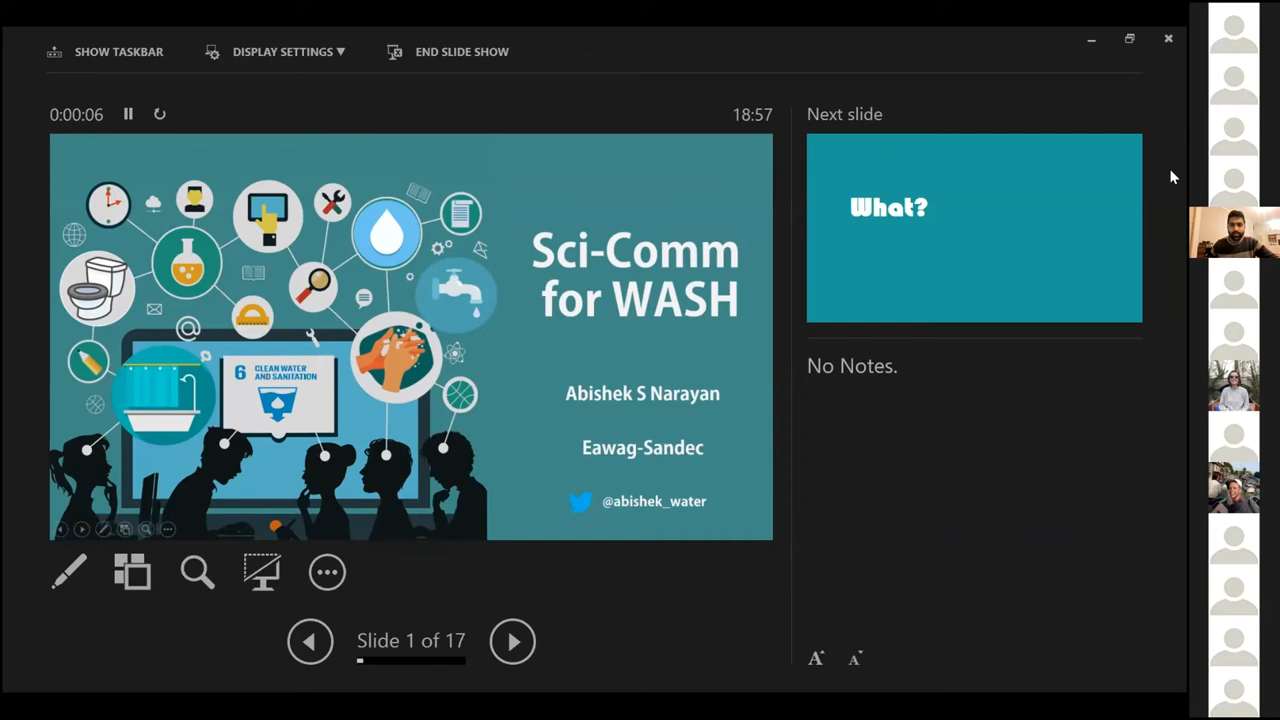 SHOW TASKBAR
DISPLAY SETTINGS ▼
END SLIDE SHOW
0:00:06
18:57
Next slide
What?
Sci-Comm
for WASH
6 CLEAN WATER
AND SANITATION
@
Abishek S Narayan
Eawag-Sandec
@abishek_water
No Notes.
Slide 1 of 17
A A